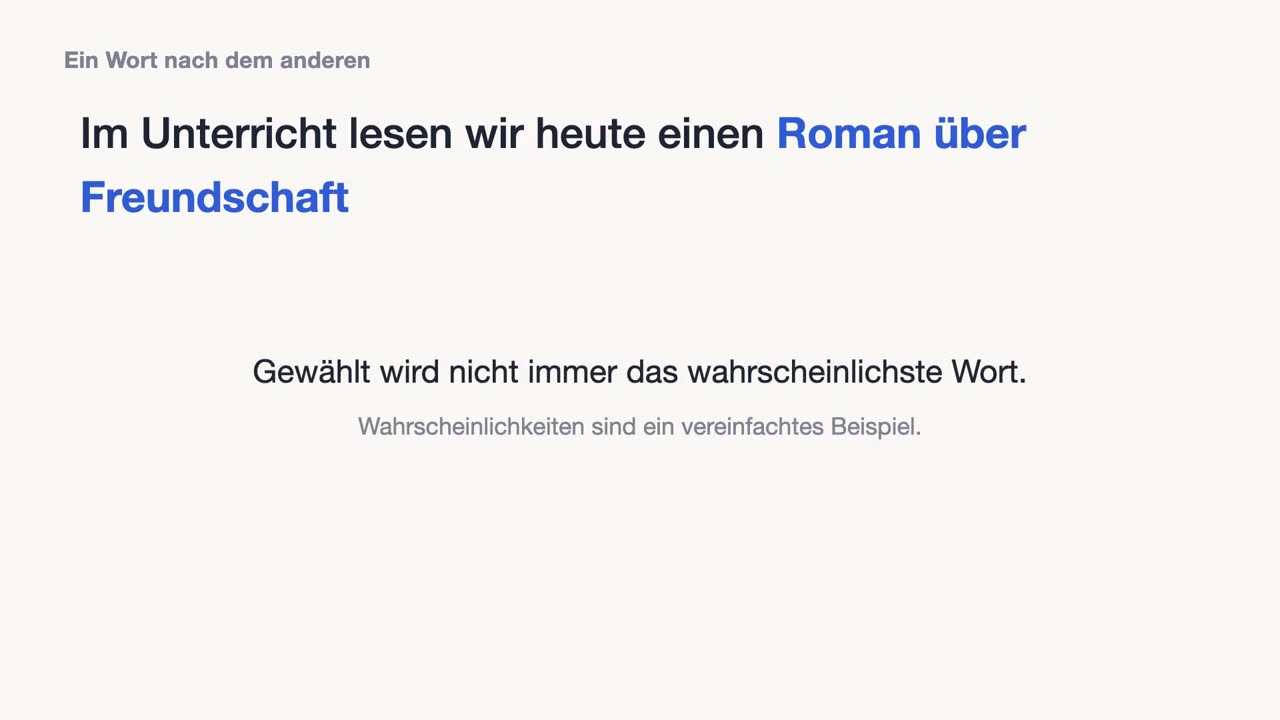 Ein Wort nach dem anderen
Im Unterricht lesen wir heute einen Roman über
Freundschaft
Gewählt wird nicht immer das wahrscheinlichste Wort.
Wahrscheinlichkeiten sind ein vereinfachtes Beispiel.